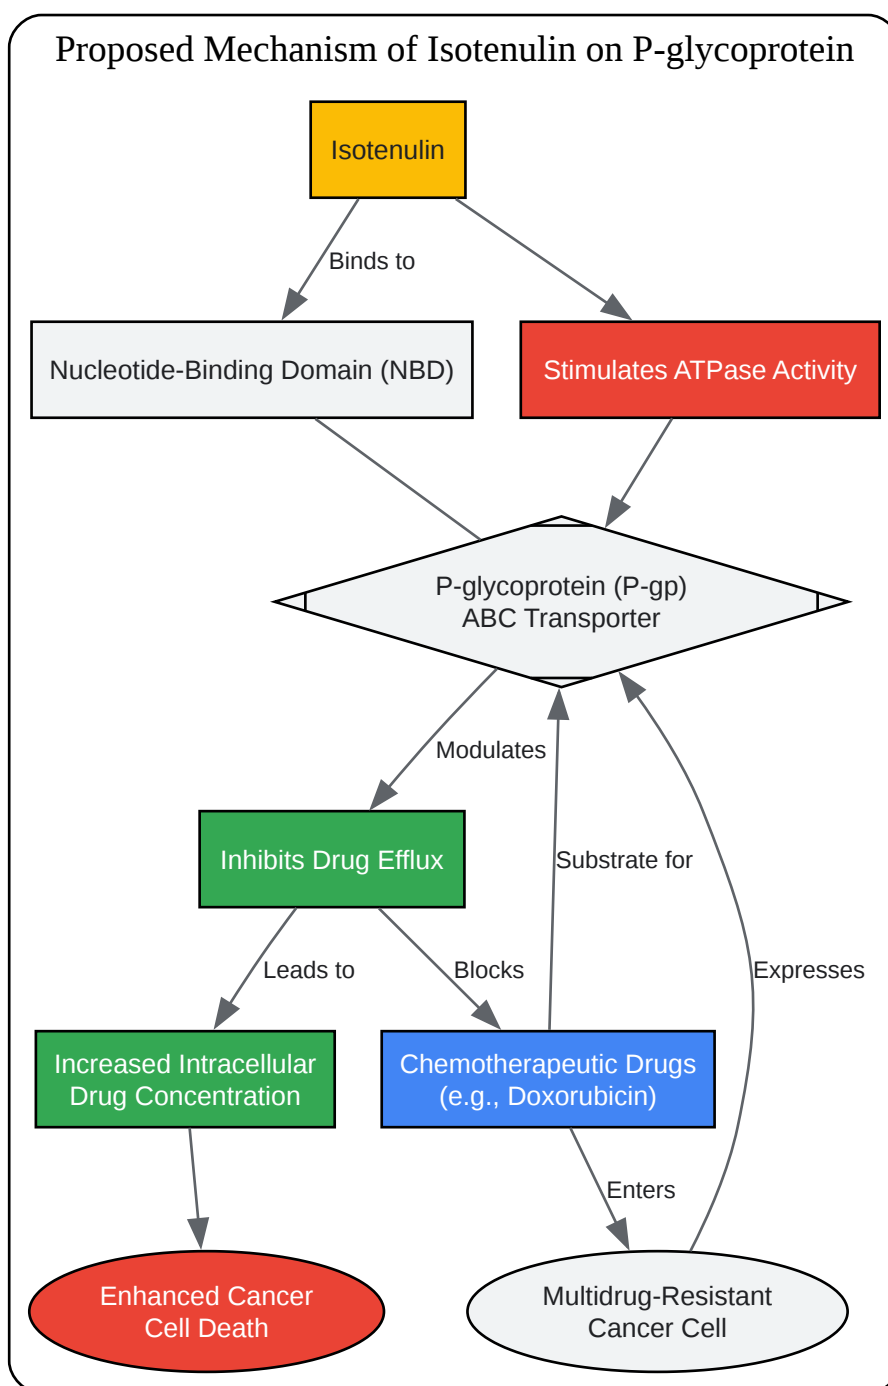 Proposed Mechanism of Isotenulin on P-glycoprotein
Isotenulin
Binds to
Nucleotide-Binding Domain (NBD)
Stimulates ATPase Activity
P-glycoprotein (P-gp)
ABC Transporter
Modulates
Inhibits Drug Efflux
Substrate for
Leads to
Blocks
Expresses
Increased Intracellular
Drug Concentration
Chemotherapeutic Drugs
(e.g., Doxorubicin)
Enters
Enhanced Cancer
Cell Death
Multidrug-Resistant
Cancer Cell